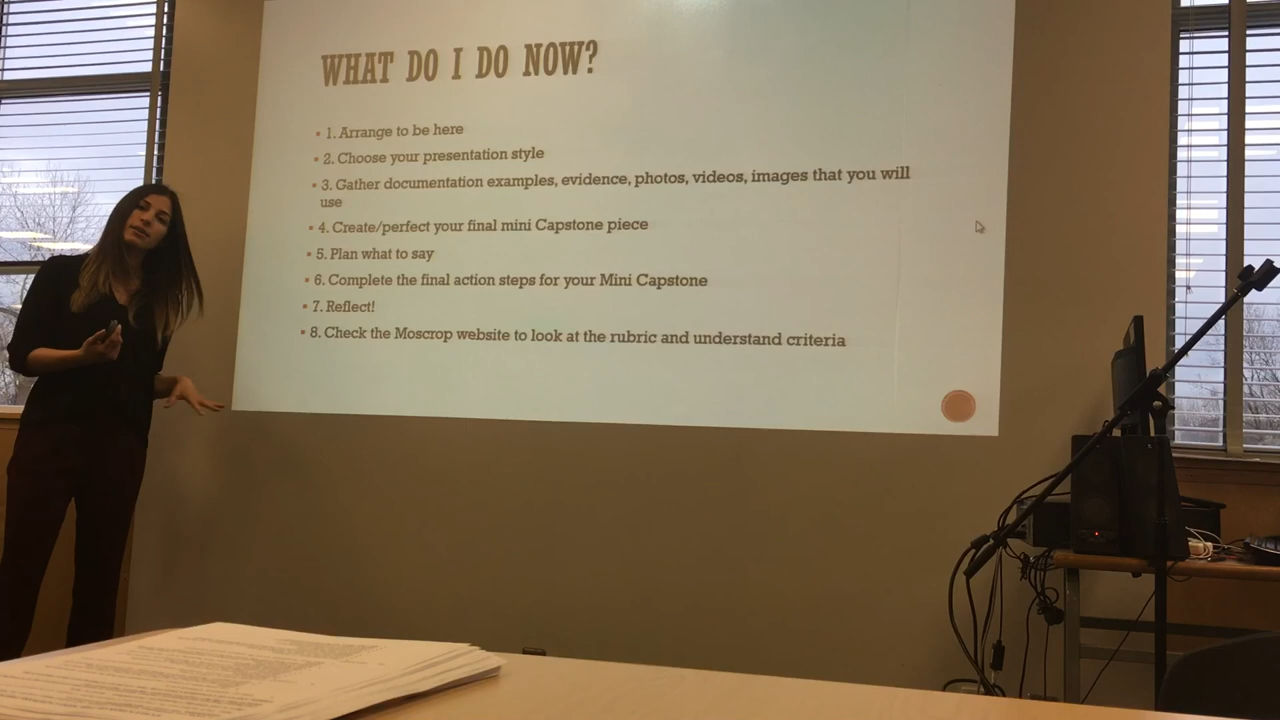 WHAT DO I DO NOW?
1. Arrange to be here
2. Choose your presentation style
3. Gather documentation examples, evidence, photos, videos, images that you will
use
4. Create/perfect your final mini Capstone piece
5. Plan what to say
6. Complete the final action steps for your Mini Capstone
7. Reflect!
8. Check the Moscrop website to look at the rubric and understand criteria